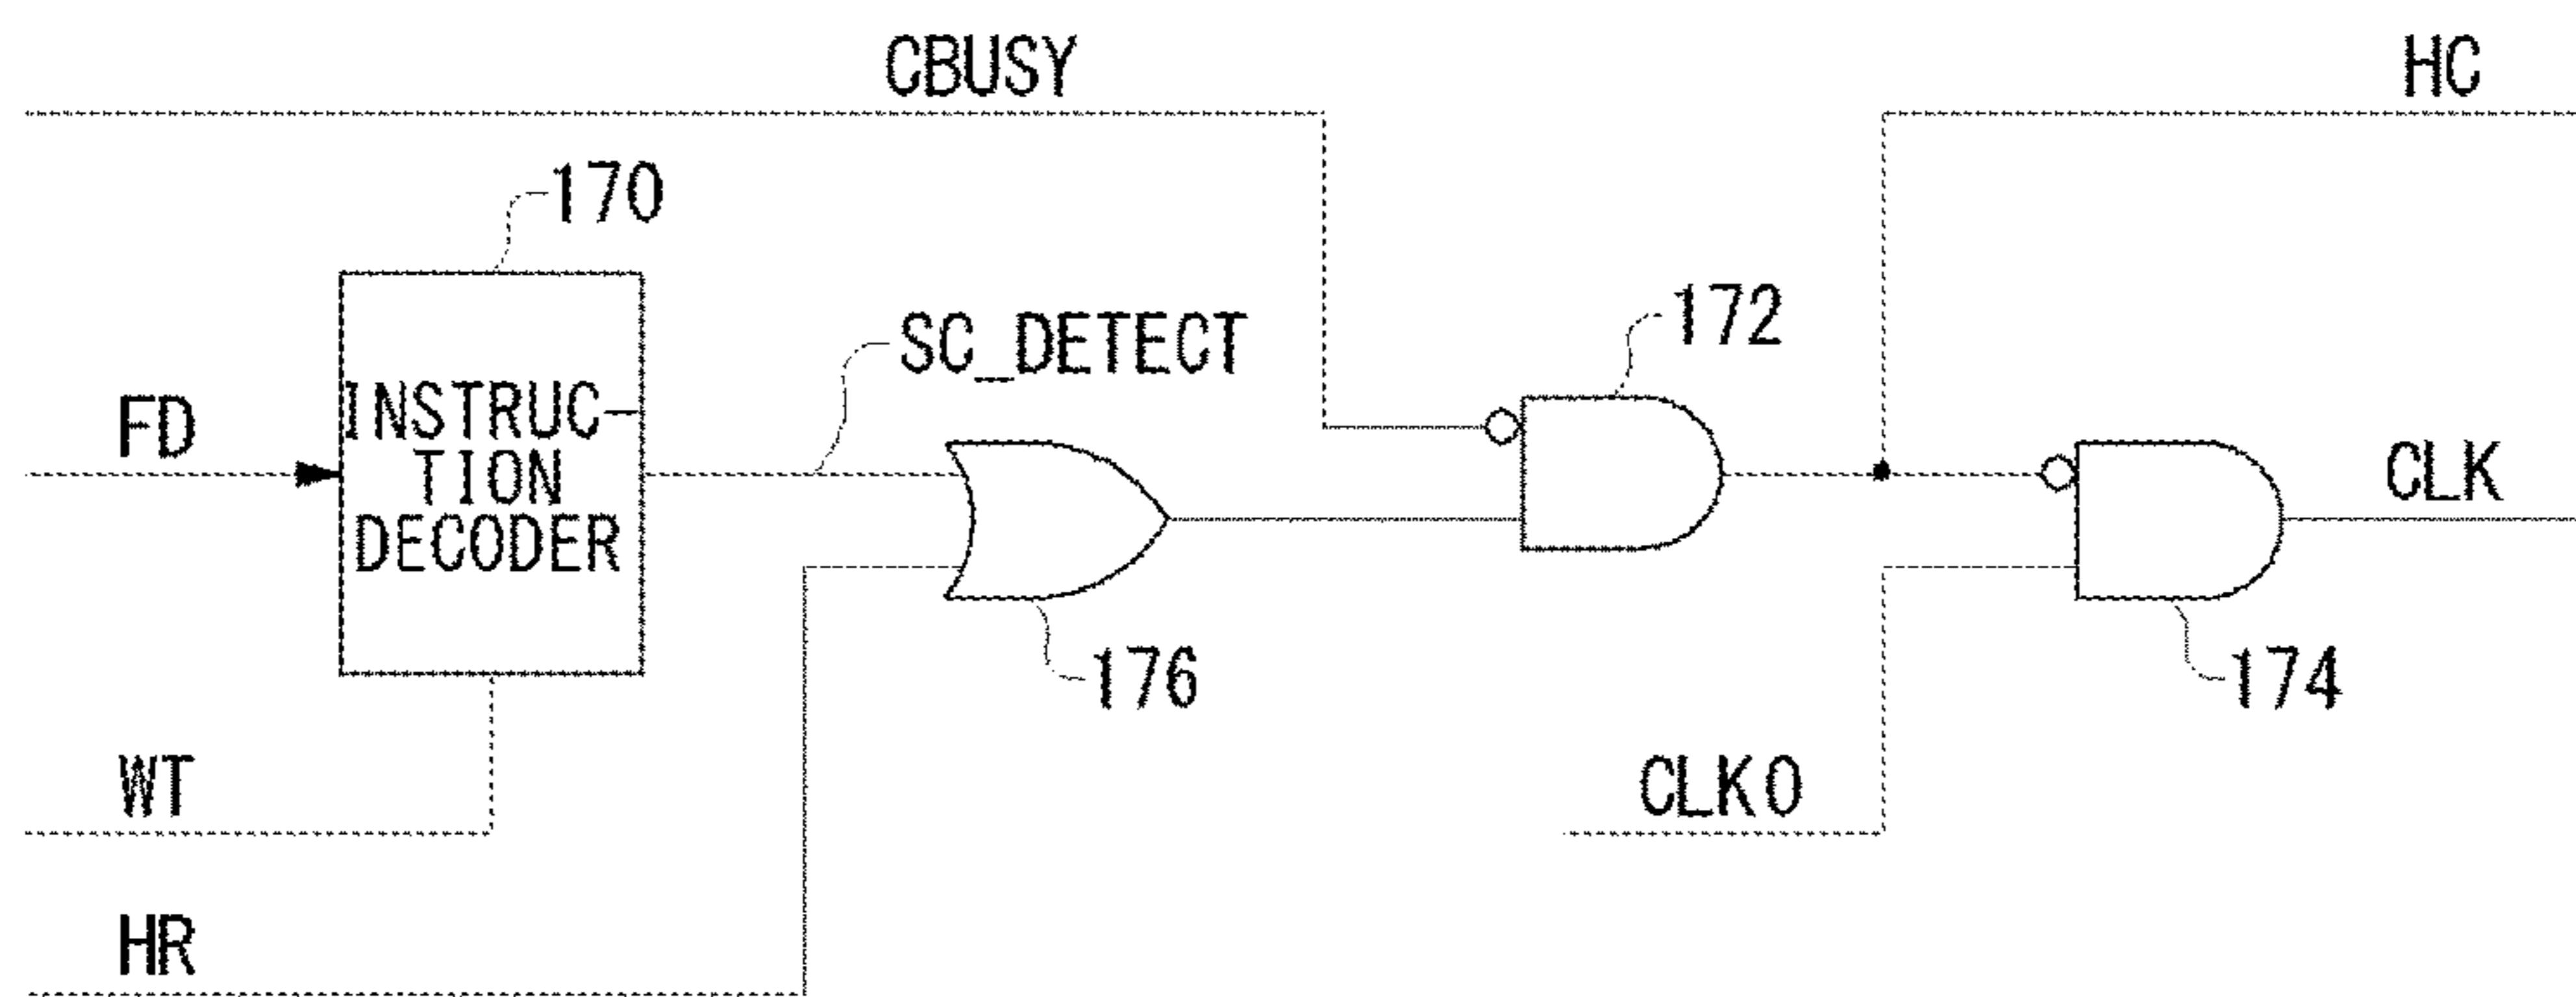 CBUSY
HC
170
172
SC_DETECT
INSTRUC-
TION
DECODER
FD
CLK
176
174
WT
CLK0
HR